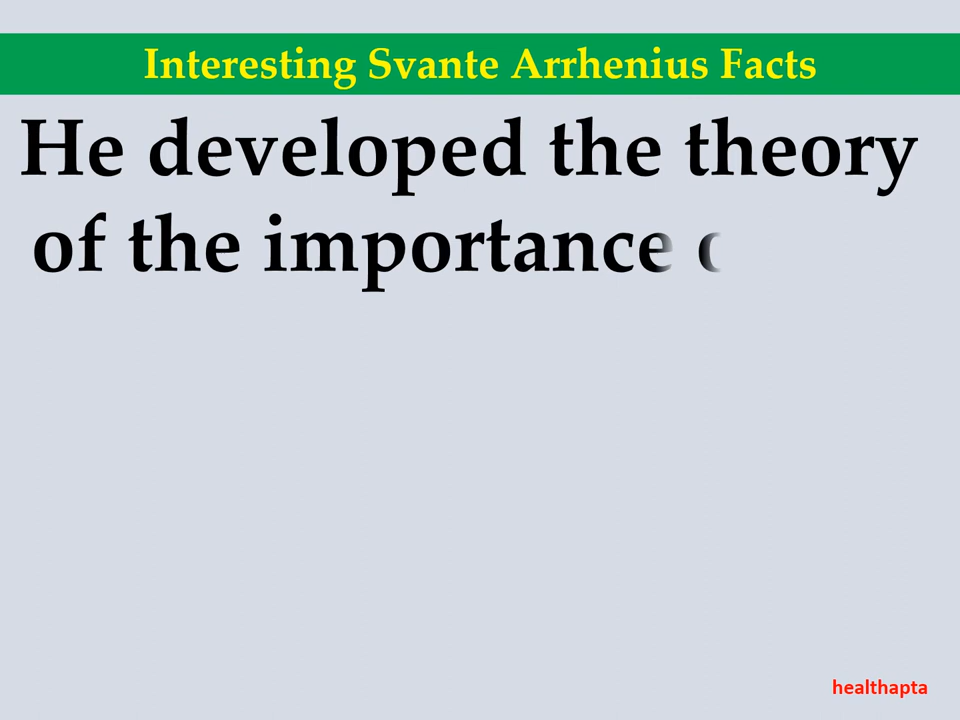 Interesting Svante Arrhenius Facts
He developed the theory
of the importance
healthapta